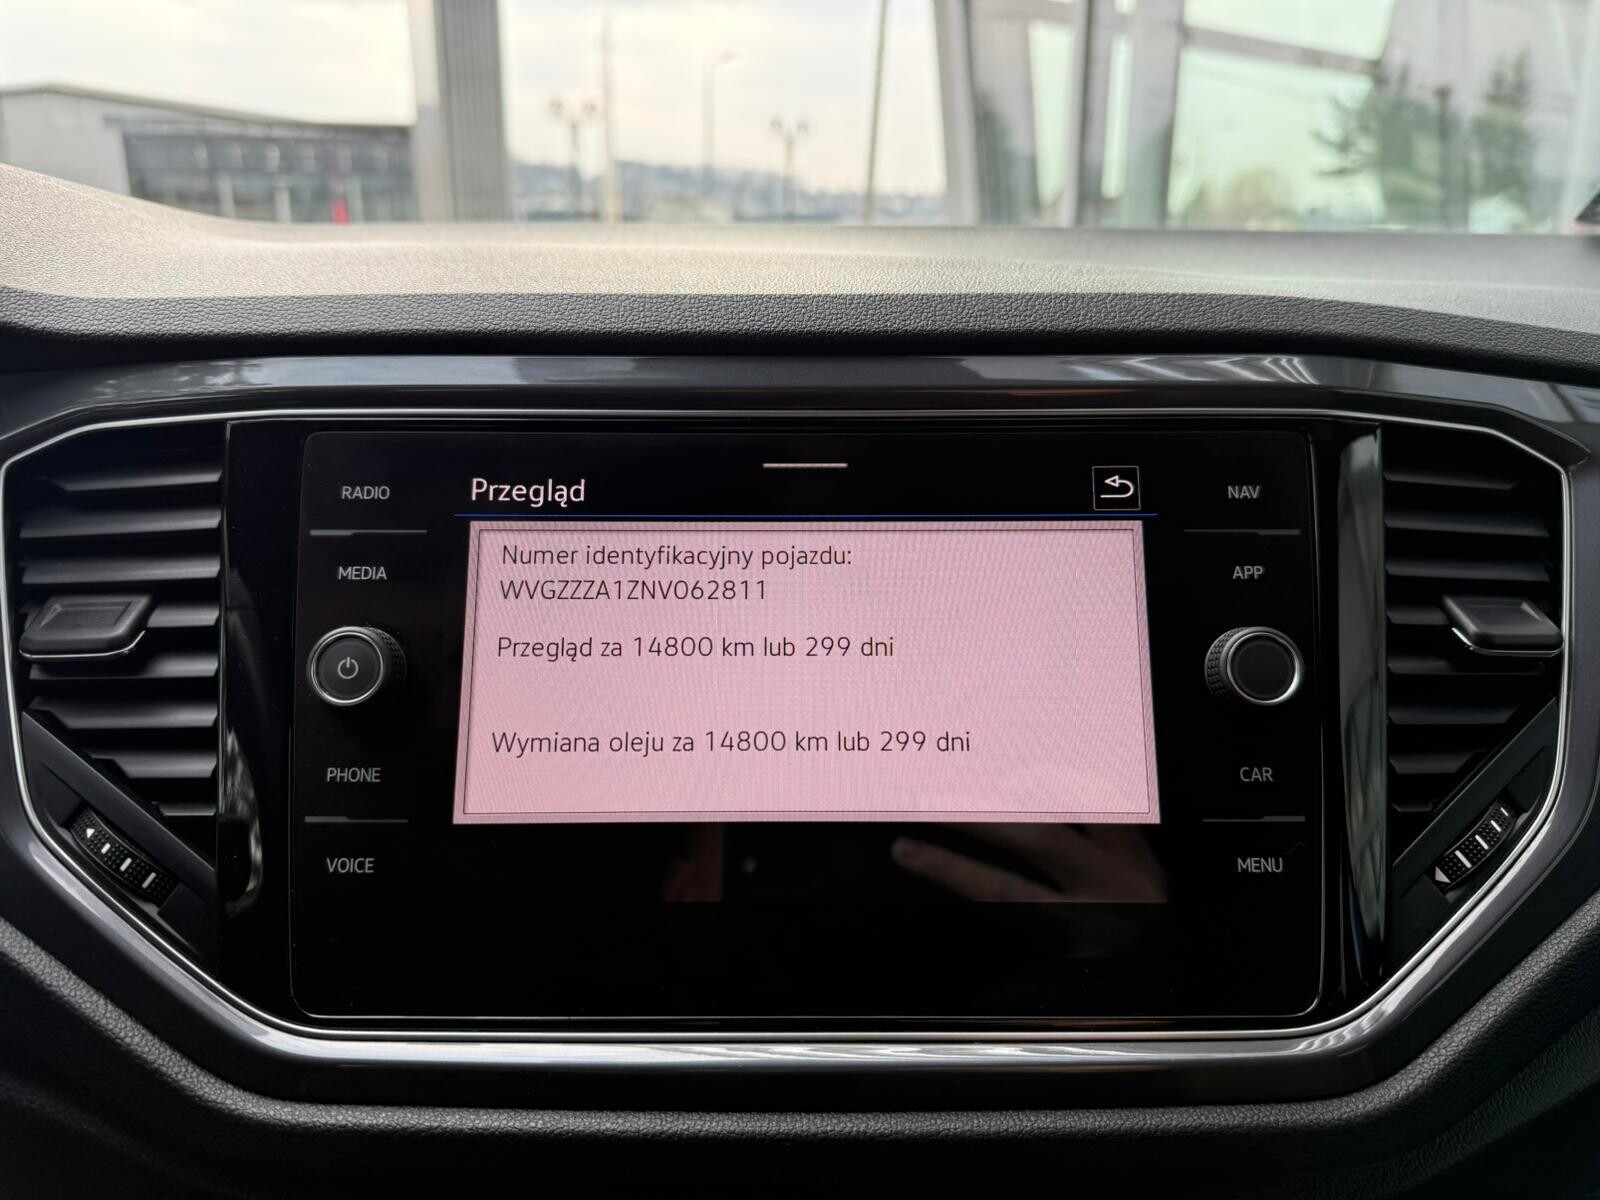 Przegląd
RADIO
MEDIA
PHONE
VOICE
Numer identyfikacyjny pojazdu:
WVGZZZA1ZNV062811
Przegląd za 14800 km lub 299 dni
Wymiana oleju za 14800 km lub 299 dni
NAV
APP
CAR
MENU